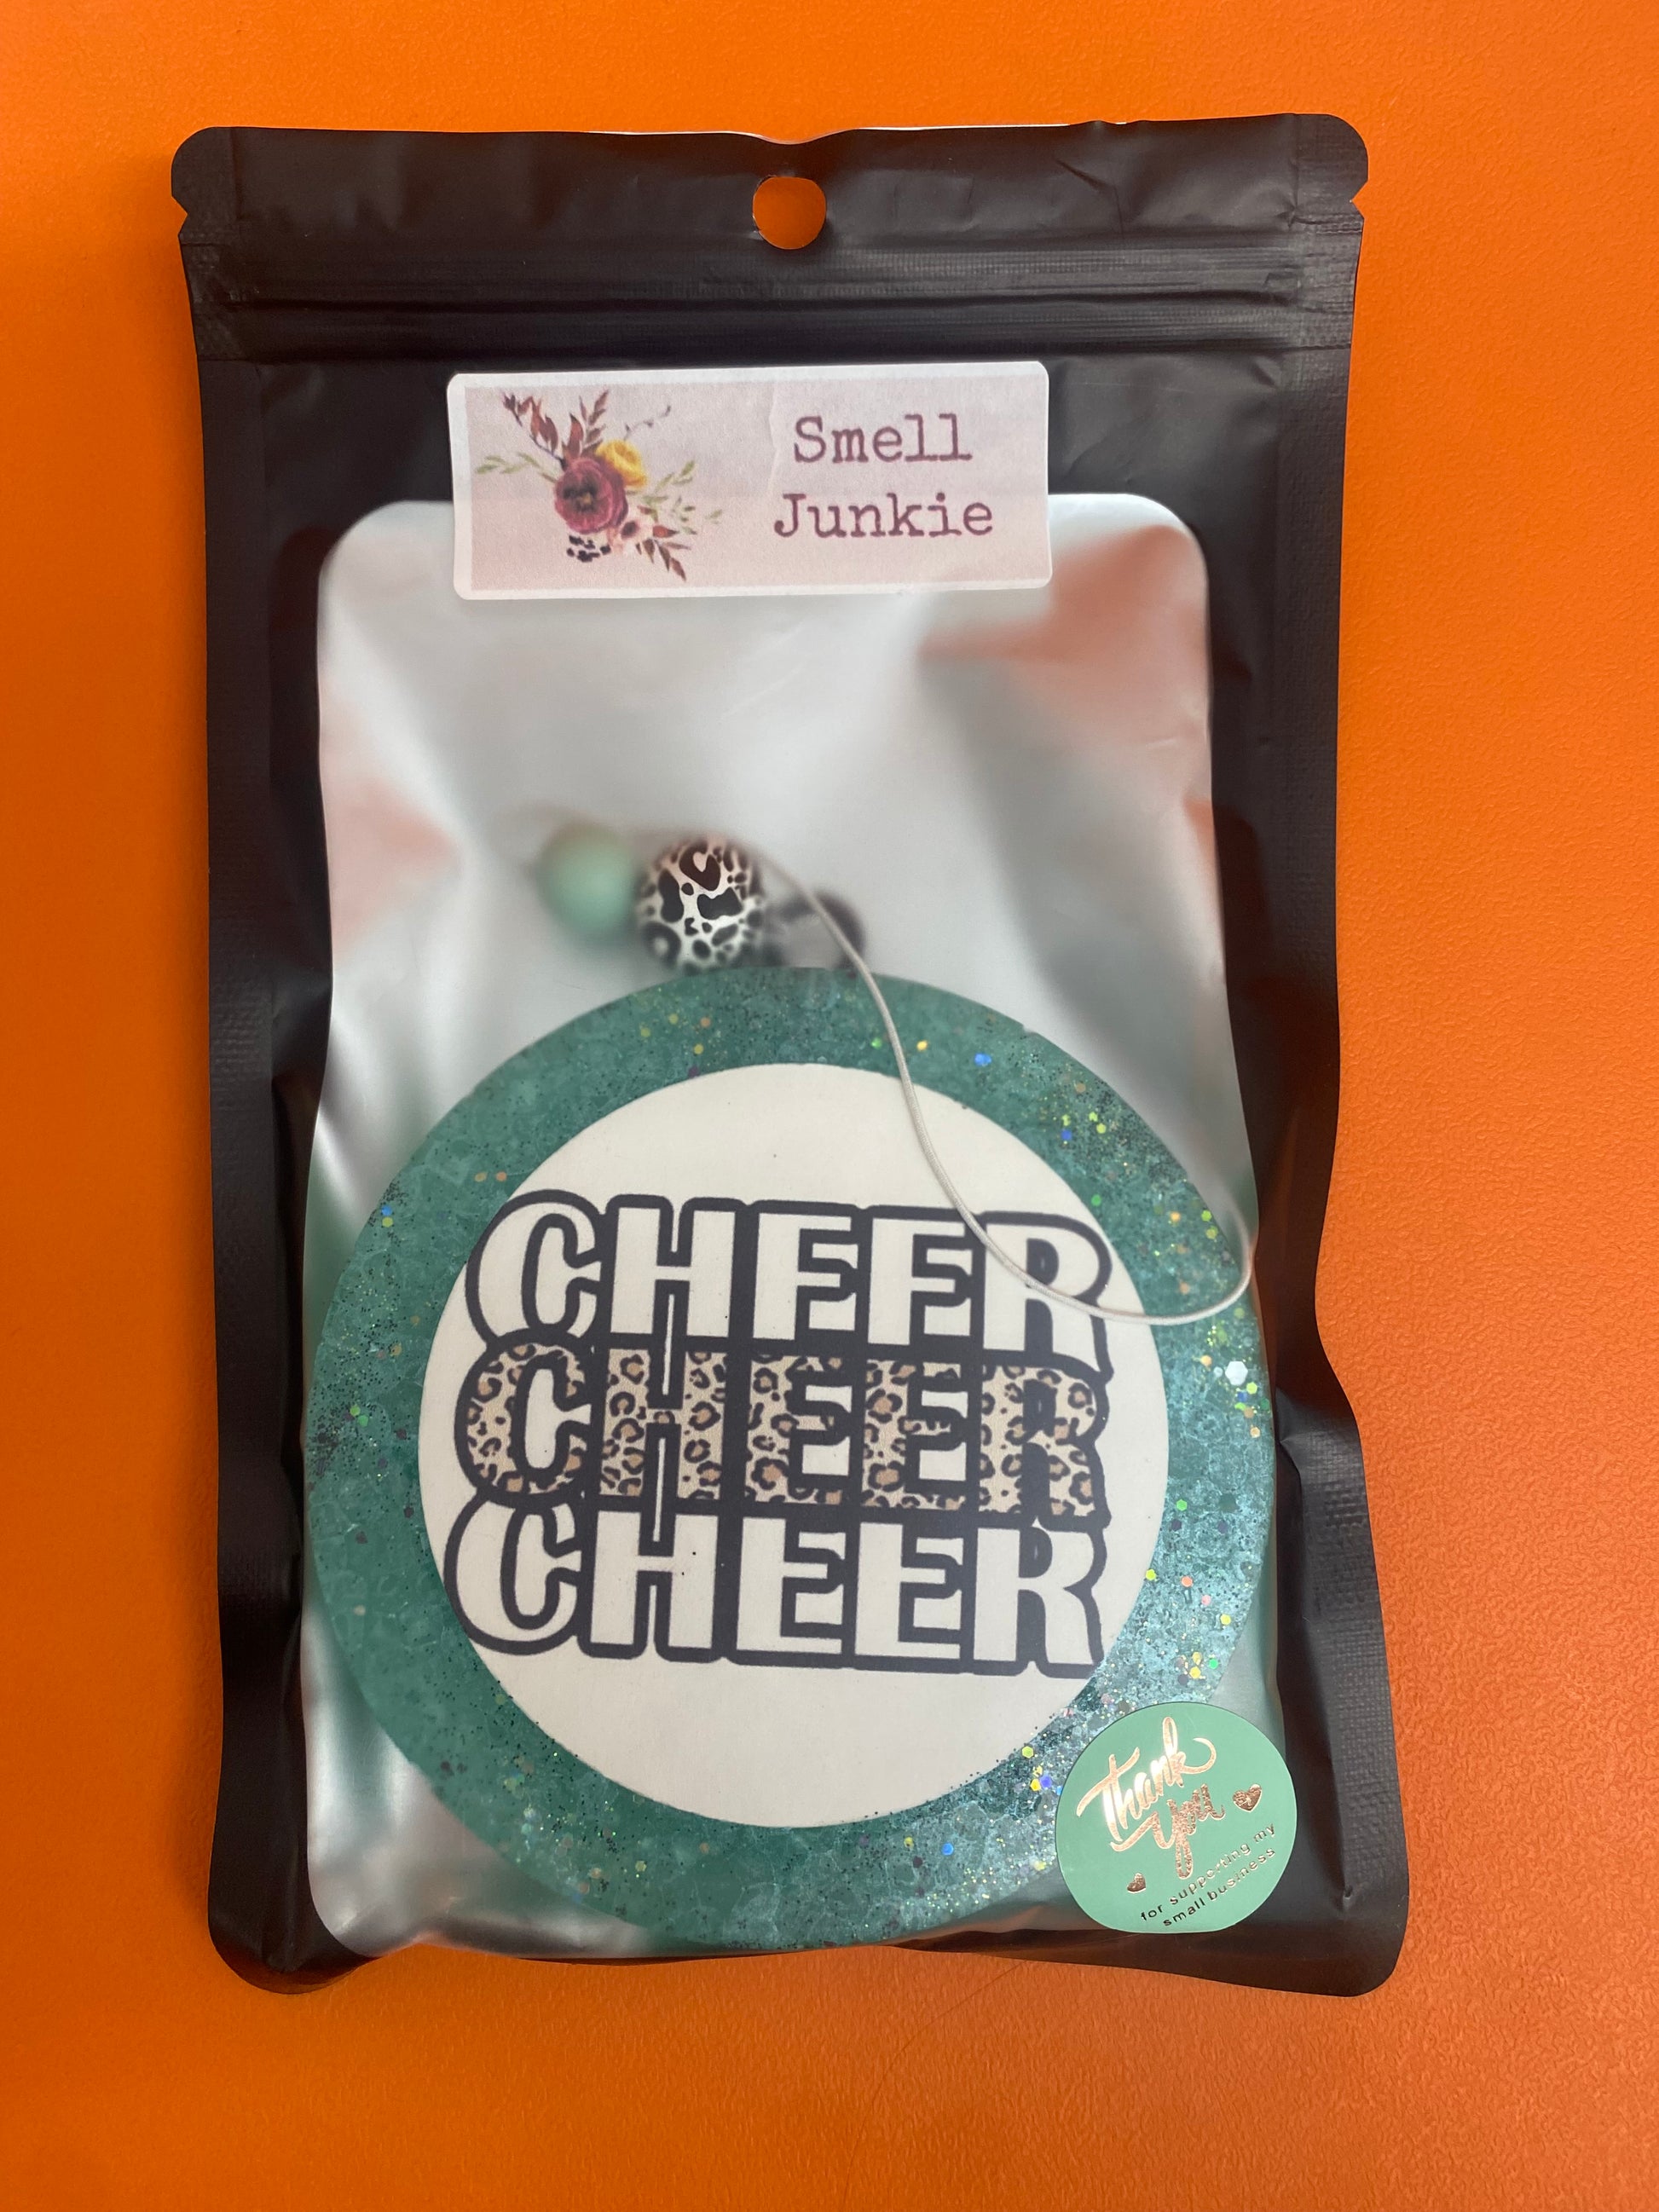 Smell
Junkie
CHEER
CHEER
CHEER
Thank
you
for supporting my
small business